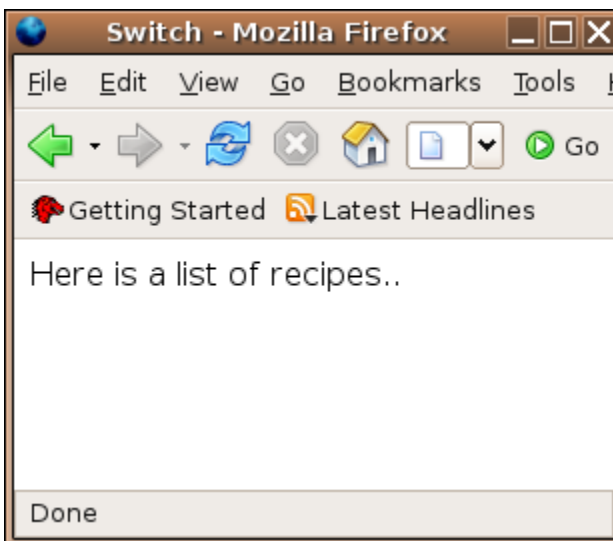 Switch - Mozilla Firefox
File Edit View Go Bookmarks Tools
Go
Getting Started Latest Headlines
Here is a list of recipes..
Done